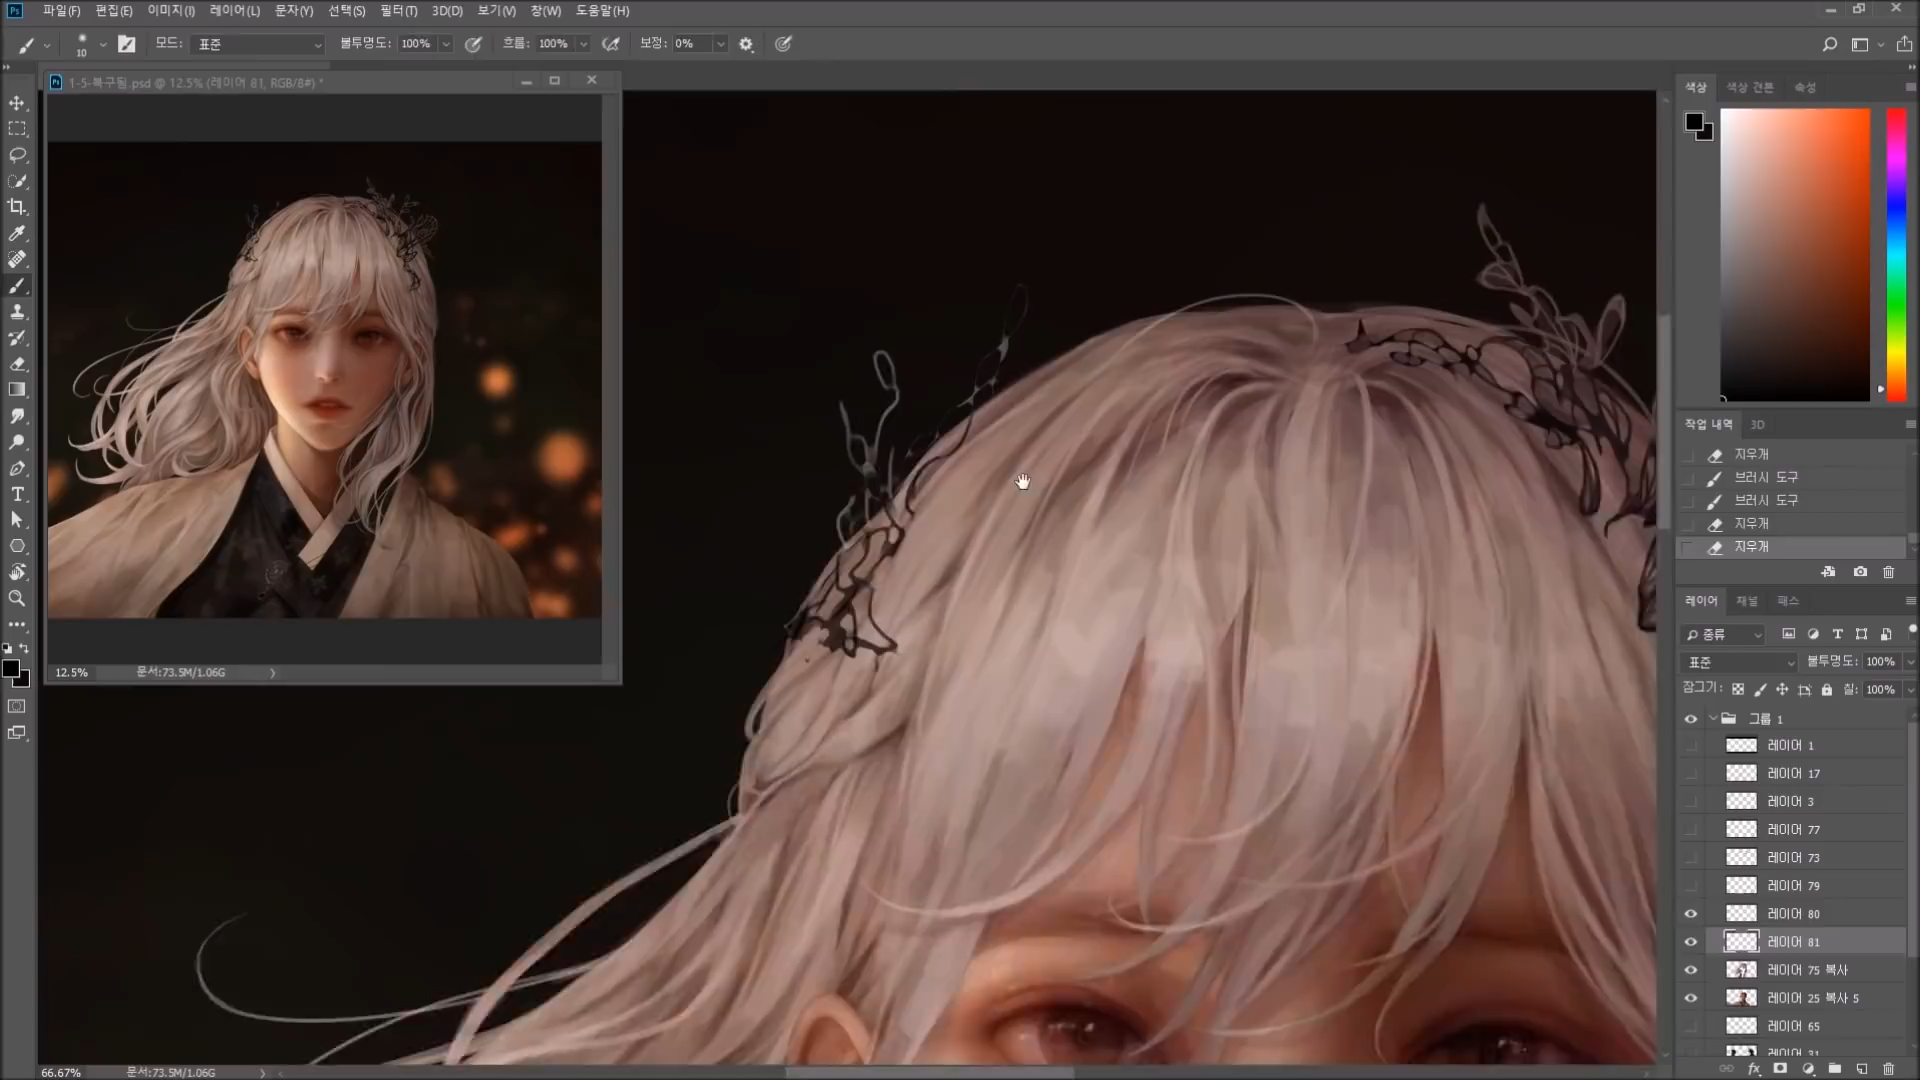 Ps 파일(F) 편집(E) 이미지(I) 레이어(L) 문자(Y) 선택(S) 필터(T) 3D(D) 보기(V) 창(W) 도움말(H)
10 모드: 표준 불투명도: 100% 흐름: 100% 보정: 0%
1-5-복구됨.psd @ 12.5% (레이어 81, RGB/8#) *
12.5% 문서:73.5M/1.06G
66.67% 문서:73.5M/1.06G
색상 색상 견본 속성
작업 내역 3D
지우개
브러시 도구
브러시 도구
지우개
지우개
레이어 채널 패스
종류
표준 불투명도: 100%
잠그기: 칠: 100%
그룹 1
레이어 1
레이어 17
레이어 3
레이어 77
레이어 73
레이어 79
레이어 80
레이어 81
레이어 75 복사
레이어 25 복사 5
레이어 65
레이어 31